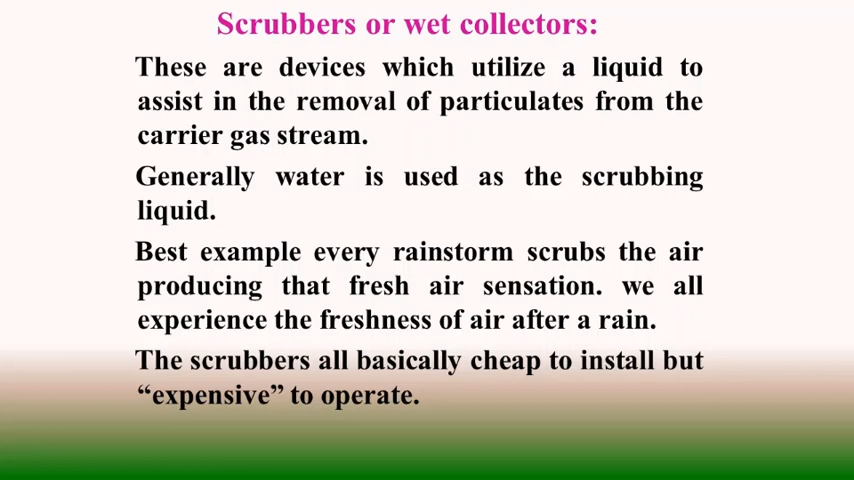 Scrubbers or wet collectors:
These are devices which utilize a liquid to
assist in the removal of particulates from the
carrier gas stream.
Generally water is used as the scrubbing
liquid.
Best example every rainstorm scrubs the air
producing that fresh air sensation. we all
experience the freshness of air after a rain.
The scrubbers all basically cheap to install but
“expensive” to operate.